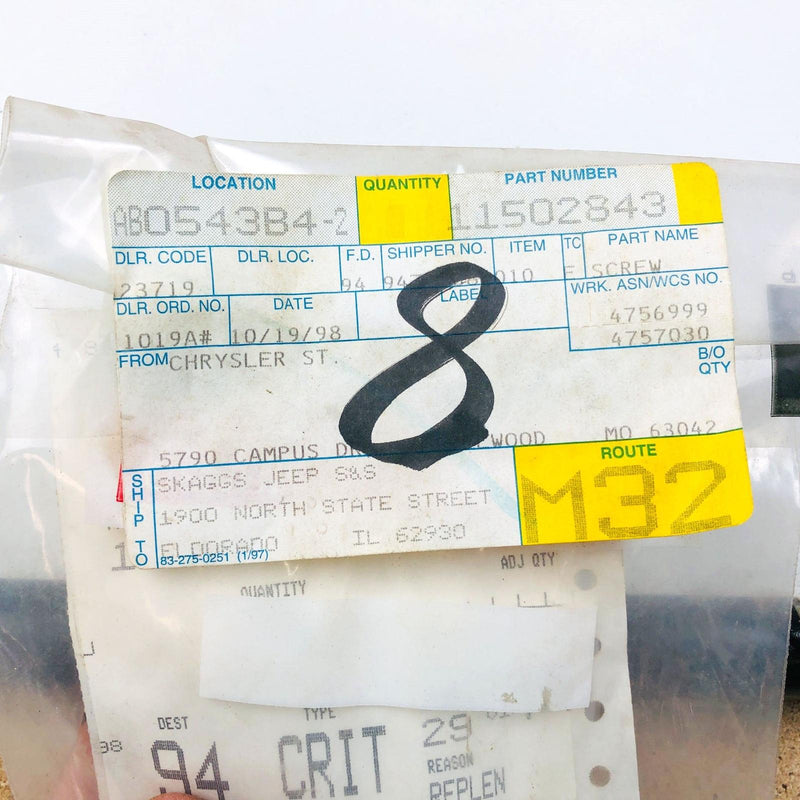 LOCATION QUANTITY PART NUMBER
AB0543B4-2 11502843
DLR. CODE DLR. LOC. F.D. SHIPPER NO. ITEM TC PART NAME
23719 94 SCREW
DLR. ORD. NO. DATE LABEL WRK. ASN/WCS NO.
1019A# 10/19/98 4756999
4757030
FROM CHRYSLER ST. B/O QTY
8
5790 CAMPUS WOOD MO 63042
SHIP TO
SKAGGS JEEP S&S
1900 NORTH STATE STREET
ELDORADO IL 62930
83-275-0251 (1/97)
ROUTE
M32
ADJ QTY
QUANTITY
DEST TYPE 29
98 94 CRIT REASON
REPLEN